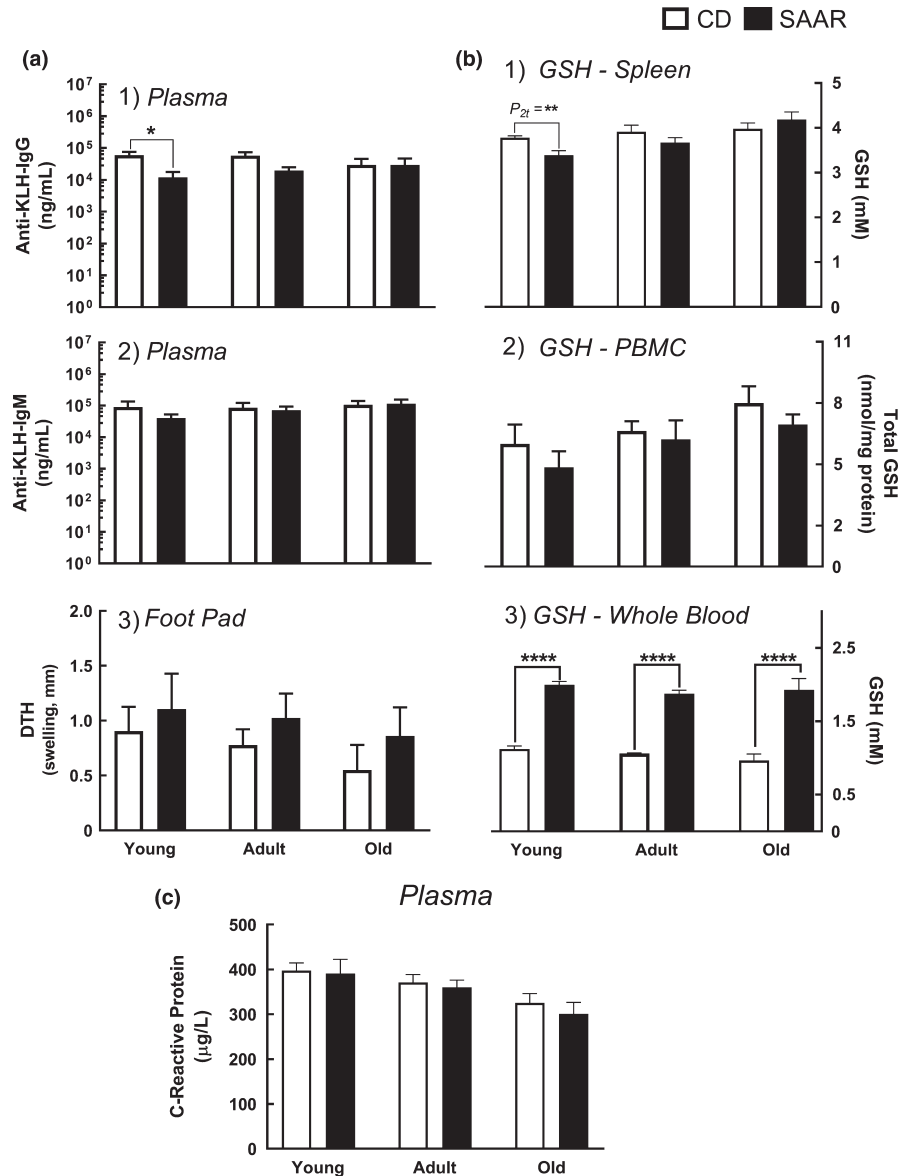 CD SAAR
(a)
1) Plasma
Anti-KLH-IgG
(ng/mL)
10⁷
10⁶
10⁵
10⁴
10³
10²
10¹
10⁰
*
(b)
1) GSH - Spleen
P2t = **
GSH (mM)
5
4
3
2
1
0
2) Plasma
Anti-KLH-IgM
(ng/mL)
10⁷
10⁶
10⁵
10⁴
10³
10²
10¹
10⁰
2) GSH - PBMC
Total GSH
(nmol/mg protein)
11
8
5
2
0
3) Foot Pad
DTH
(swelling, mm)
2.0
1.5
1.0
0.5
0
Young Adult Old
3) GSH - Whole Blood
**** **** ****
GSH (mM)
2.5
1.5
0.5
0
Young Adult Old
(c)
Plasma
C-Reactive Protein
(µg/L)
500
400
300
200
100
0
Young Adult Old